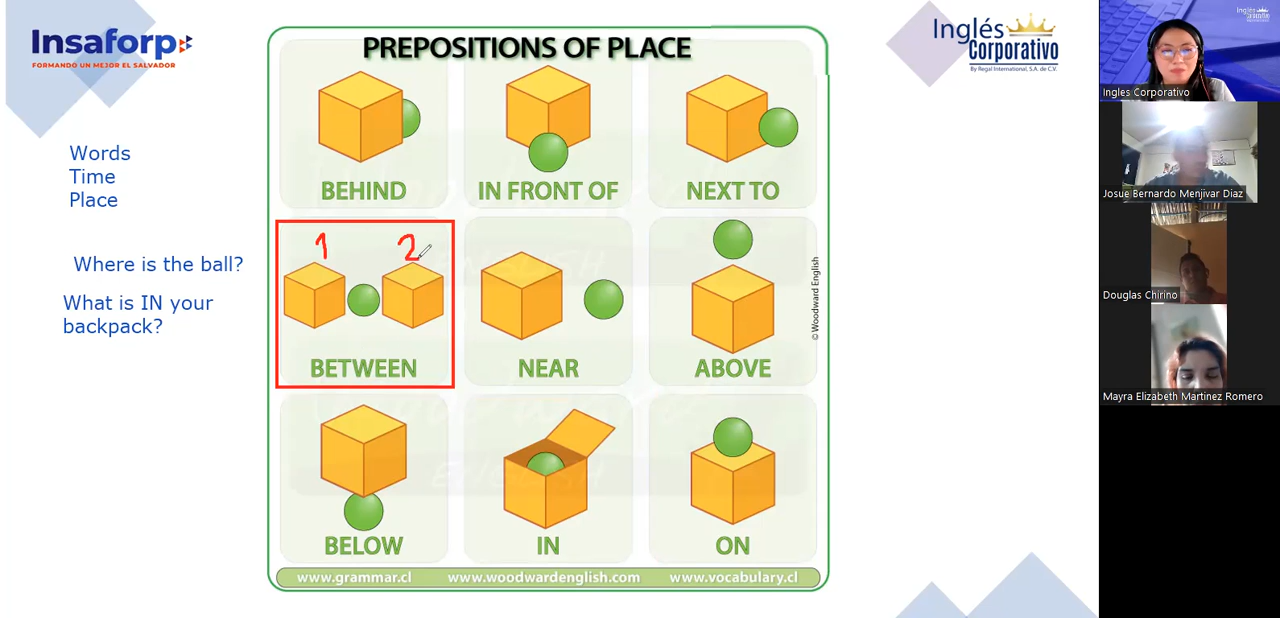 Insaforp
FORMANDO UN MEJOR EL SALVADOR
Words
Time
Place
Where is the ball?
What is IN your
backpack?
PREPOSITIONS OF PLACE
BEHIND
IN FRONT OF
NEXT TO
1
2
BETWEEN
NEAR
ABOVE
BELOW
IN
ON
© Woodward English
www.grammar.cl
www.woodwardenglish.com
www.vocabulary.cl
Inglés
Corporativo
By Regal International, S.A. de C.V.
Inglés
Corporativo
Ingles Corporativo
Josue Bernardo Menjivar Diaz
Douglas Chirino
Mayra Elizabeth Martinez Romero